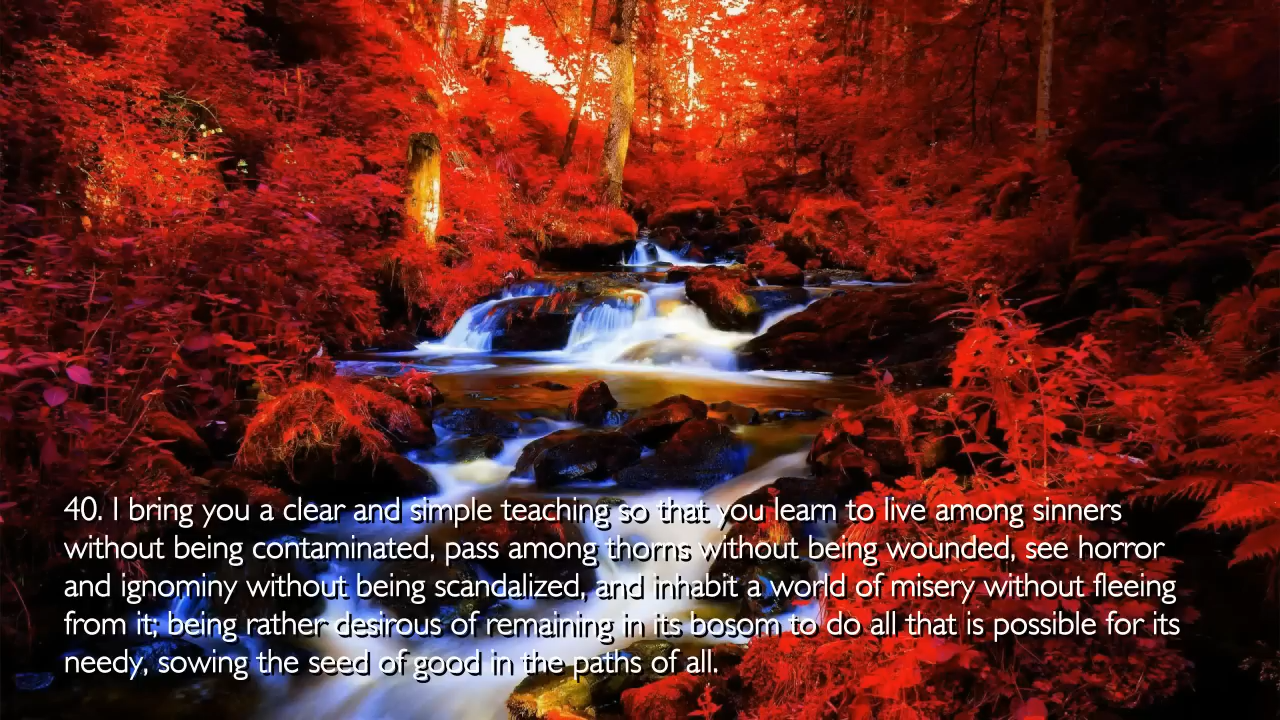 40. I bring you a clear and simple teaching so that you learn to live among sinners
without being contaminated, pass among thorns without being wounded, see horror
and ignominy without being scandalized, and inhabit a world of misery without fleeing
from it; being rather desirous of remaining in its bosom to do all that is possible for its
needy, sowing the seed of good in the paths of all.